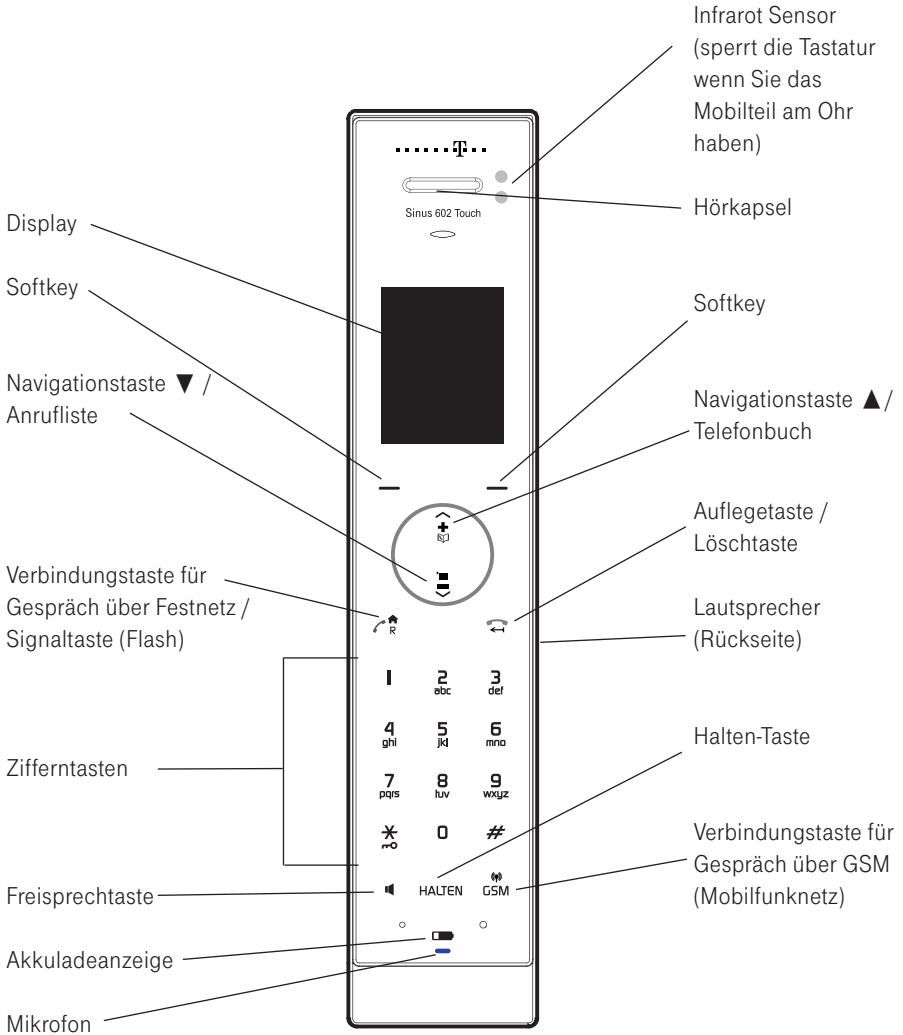 Infrarot Sensor
(sperrt die Tastatur
wenn Sie das
Mobilteil am Ohr
haben)
Hörkapsel
Display
Softkey
Navigationstaste ▼ /
Anrufliste
Verbindungstaste für
Gespräch über Festnetz /
Signaltaste (Flash)
Zifferntasten
Freisprechtaste
Akkuladeanzeige
Mikrofon
T
Sinus 602 Touch
R
1
2
abc
3
def
4
ghi
5
jkl
6
mno
7
pqrs
8
tuv
9
wxyz
*
0
#
HALTEN
GSM
Softkey
Navigationstaste ▲/
Telefonbuch
Auflegetaste /
Löschtaste
Lautsprecher
(Rückseite)
Halten-Taste
Verbindungstaste für
Gespräch über GSM
(Mobilfunknetz)